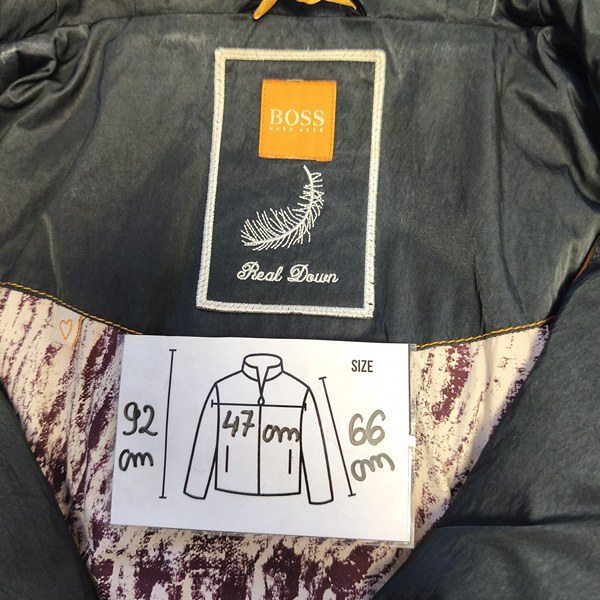 BOSS
HUGO BOSS
Real Down
SIZE
92
cm
47 cm
66
cm